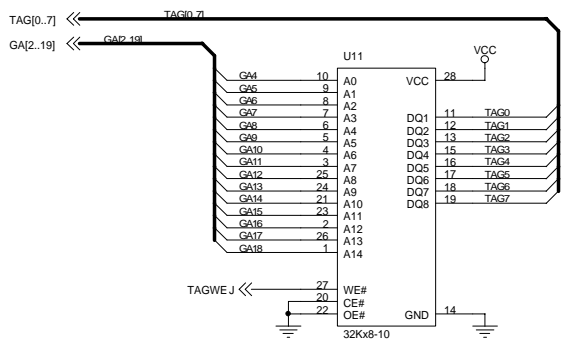 TAG[0..7] TAG[0..7]
GA[2..19] GA[2..19]
U11
VCC
GA4 10 A0 VCC 28
GA5 9 A1
GA6 8 A2
GA7 7 A3 DQ1 11 TAG0
GA8 6 A4 DQ2 12 TAG1
GA9 5 A5 DQ3 13 TAG2
GA10 4 A6 DQ4 15 TAG3
GA11 3 A7 DQ5 16 TAG4
GA12 25 A8 DQ6 17 TAG5
GA13 24 A9 DQ7 18 TAG6
GA14 21 A10 DQ8 19 TAG7
GA15 23 A11
GA16 2 A12
GA17 26 A13
GA18 1 A14
TAGWEJ 27 WE#
20 CE#
22 OE# GND 14
32Kx8-10